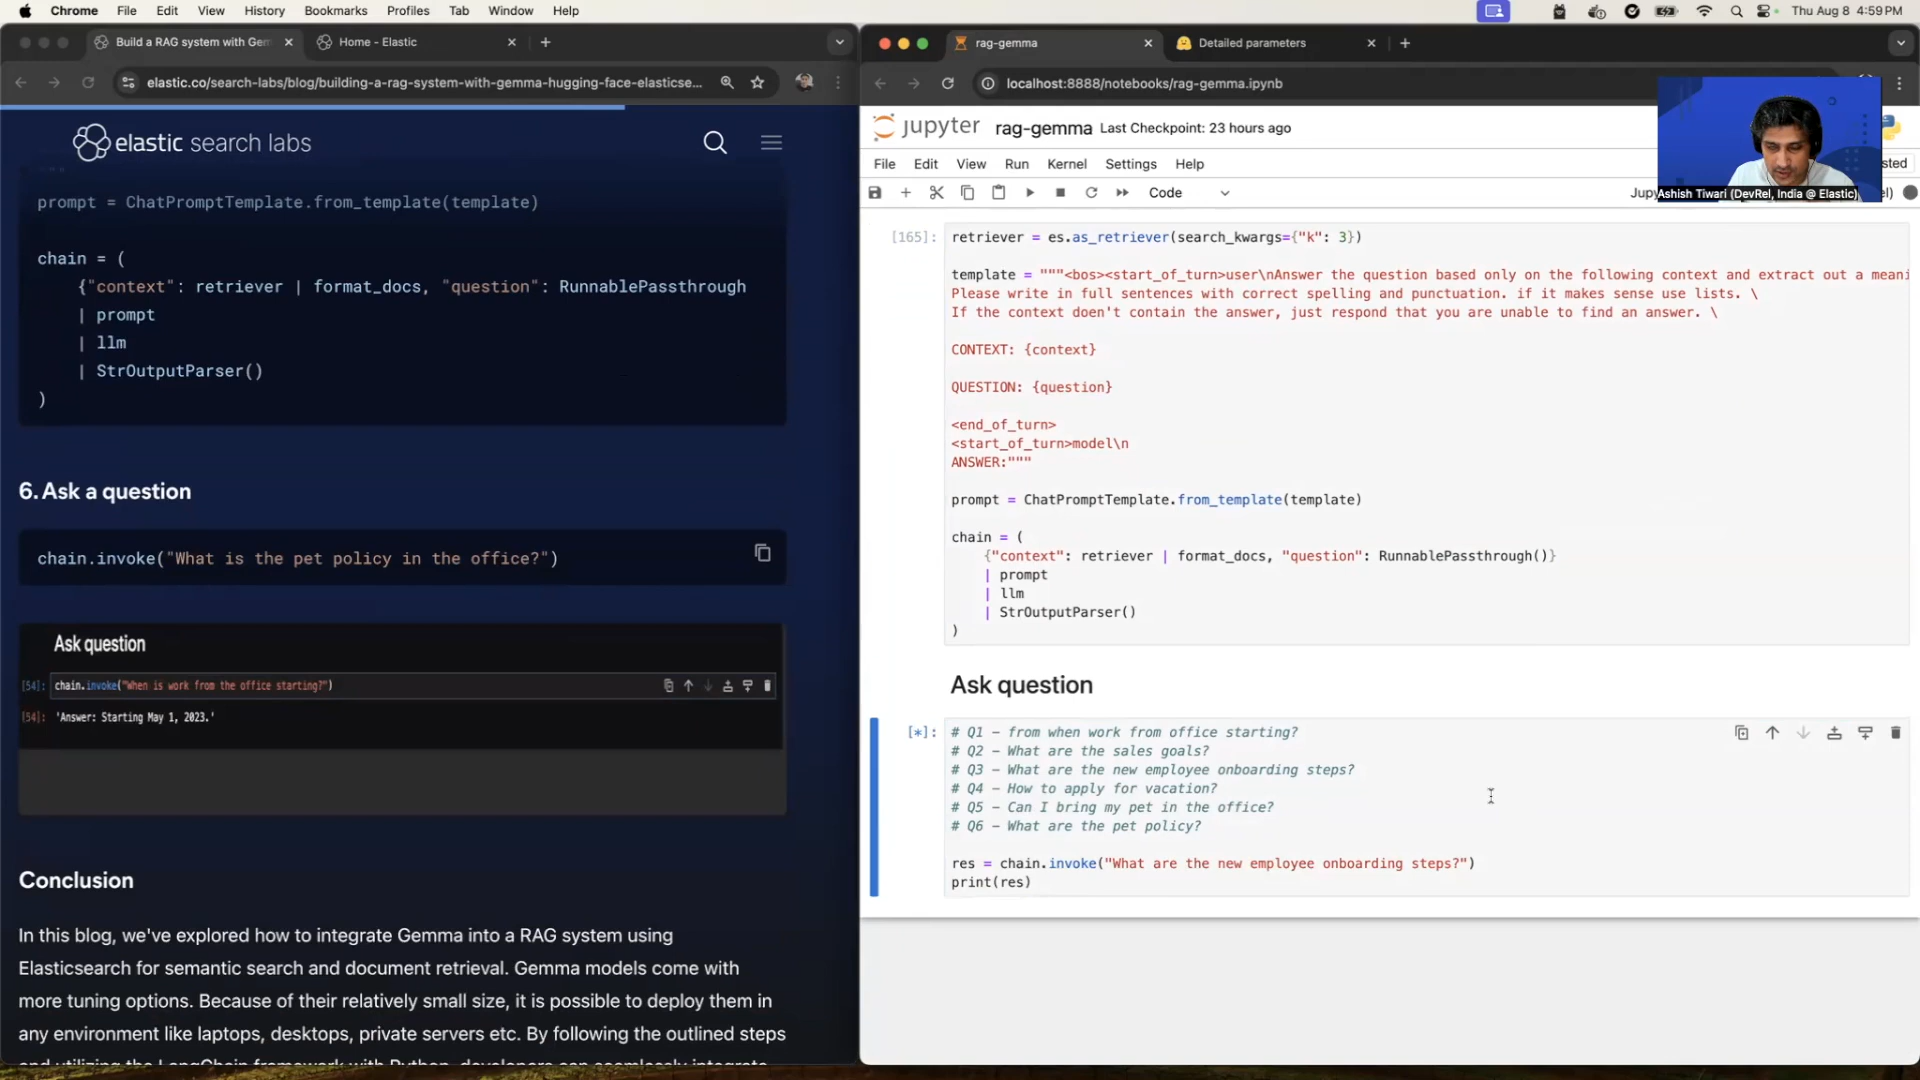 Chrome File Edit View History Bookmarks Profiles Tab Window Help
Thu Aug 8 4:59 PM
Build a RAG system with Gem
Home - Elastic
elastic.co/search-labs/blog/building-a-rag-system-with-gemma-hugging-face-elasticse...
elastic search labs
prompt = ChatPromptTemplate.from_template(template)
chain = (
{"context": retriever | format_docs, "question": RunnablePassthrough
| prompt
| llm
| StrOutputParser()
)
6. Ask a question
chain.invoke("What is the pet policy in the office?")
Ask question
[54]: chain.invoke("When is work from the office starting?")
[54]: 'Answer: Starting May 1, 2023.'
Conclusion
In this blog, we've explored how to integrate Gemma into a RAG system using
Elasticsearch for semantic search and document retrieval. Gemma models come with
more tuning options. Because of their relatively small size, it is possible to deploy them in
any environment like laptops, desktops, private servers etc. By following the outlined steps
and utilizing the LangChain framework with Python, developers can seamlessly integrate
rag-gemma
Detailed parameters
localhost:8888/notebooks/rag-gemma.ipynb
jupyter rag-gemma Last Checkpoint: 23 hours ago
File Edit View Run Kernel Settings Help
Code
Ashish Tiwari (DevRel, India @ Elastic)
[165]: retriever = es.as_retriever(search_kwargs={"k": 3})
template = """<bos><start_of_turn>user\nAnswer the question based only on the following context and extract out a meani
Please write in full sentences with correct spelling and punctuation. if it makes sense use lists. \
If the context doen't contain the answer, just respond that you are unable to find an answer. \
CONTEXT: {context}
QUESTION: {question}
<end_of_turn>
<start_of_turn>model\n
ANSWER:"""
prompt = ChatPromptTemplate.from_template(template)
chain = (
{"context": retriever | format_docs, "question": RunnablePassthrough()}
| prompt
| llm
| StrOutputParser()
)
Ask question
[*]: # Q1 – from when work from office starting?
# Q2 – What are the sales goals?
# Q3 – What are the new employee onboarding steps?
# Q4 – How to apply for vacation?
# Q5 – Can I bring my pet in the office?
# Q6 – What are the pet policy?
res = chain.invoke("What are the new employee onboarding steps?")
print(res)